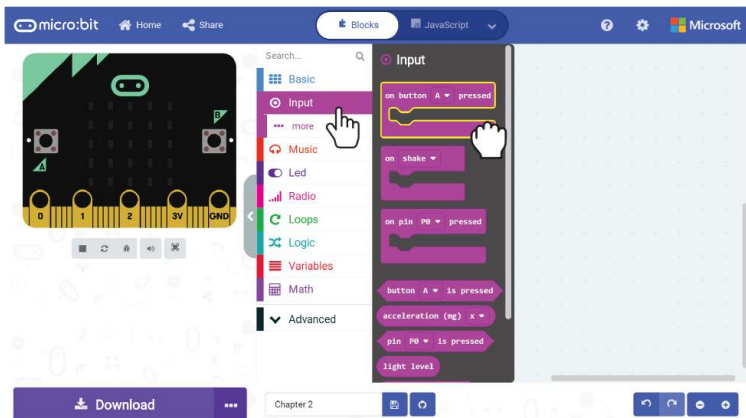 micro:bit Home Share Blocks JavaScript Microsoft
Search...
Basic
Input
more
Music
Led
Radio
Loops
Logic
Variables
Math
Advanced
Input
on button A pressed
on shake
on pin P0 pressed
button A is pressed
acceleration (mg) x
pin P0 is pressed
light level
A
B
0 1 2 3V GND
Download
Chapter 2